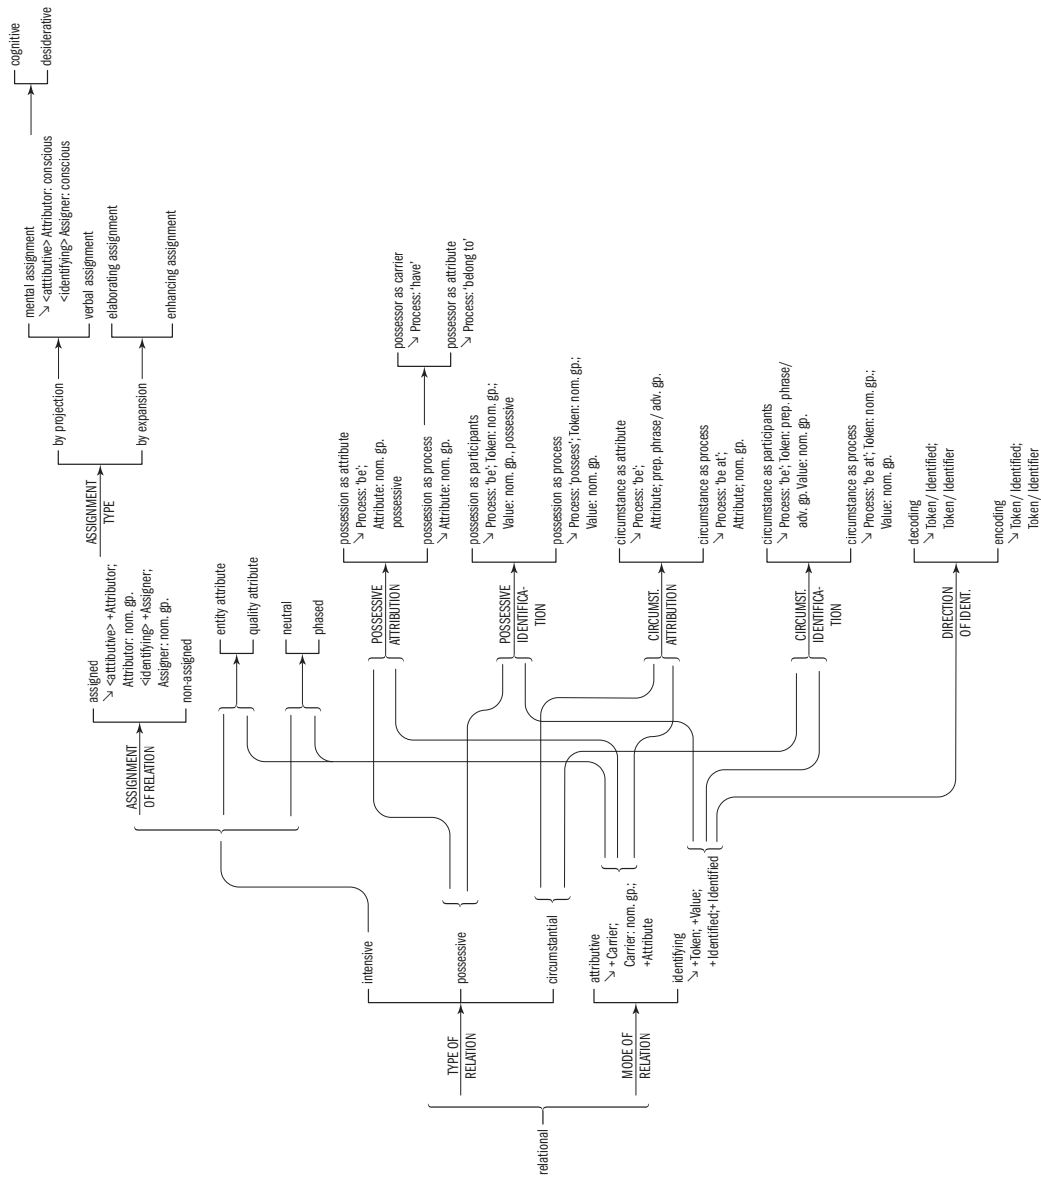 relational
TYPE OF
RELATION
intensive
possessive
circumstantial
MODE OF
RELATION
attributive
↘ + Carrier;
Carrier: nom. gp.;
+Attribute
identifying
↘ +Token; +Value;
+ Identified;+ Identified
ASSIGNMENT
OF RELATION
assigned
↘ <atttibutive> +Attributor;
Attributor: nom. gp.
<identifying> +Assigner;
Assigner: nom. gp.
non-assigned
ASSIGNMENT
TYPE
by projection
mental assignment
↘ <atttibutive> Attributor: conscious
<identifying> Assigner: conscious
cognitive
desiderative
verbal assignment
by expansion
elaborating assignment
enhancing assignment
entity attribute
quality attribute
neutral
phased
POSSESSIVE
ATTRIBUTION
possession as attribute
↘ Process: 'be';
Attribute: nom. gp.
possessive
possession as process
↘ Attribute: nom. gp.
possessor as carrier
↘ Process: 'have'
possessor as attribute
↘ Process: 'belong to'
POSSESSIVE
IDENTIFICA-
TION
possession as participants
↘ Process: 'be'; Token: nom. gp.;
Value: nom. gp., possessive
possession as process
↘ Process: 'possess'; Token: nom. gp.;
Value: nom. gp.
CIRCUMST.
ATTRIBUTION
circumstance as attribute
↘ Process: 'be';
Attribute; prep. phrase/ adv. gp.
circumstance as process
↘ Process: 'be at';
Attribute; nom. gp.
CIRCUMST.
IDENTIFICA-
TION
circumstance as participants
↘ Process: 'be'; Token: prep. phrase/
adv. gp. Value: nom. gp.
circumstance as process
↘ Process: 'be at'; Token: nom. gp.;
Value: nom. gp.
DIRECTION
OF IDENT.
decoding
↘ Token/ Identified;
Token/ Identifier
encoding
↘ Token/ Identified;
Token/ Identifier